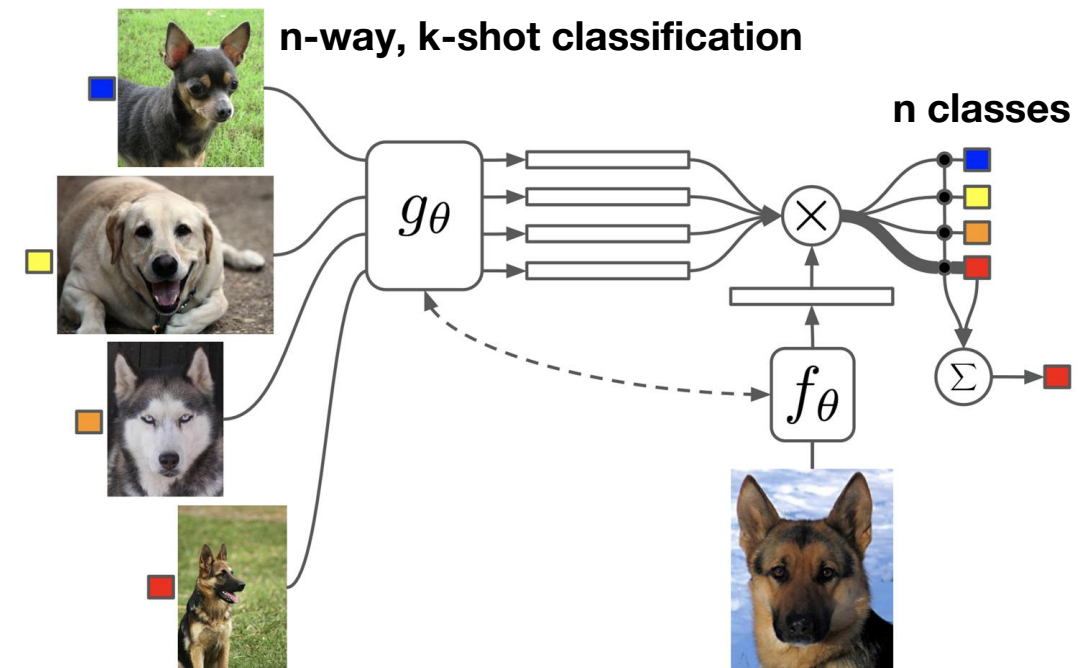 n-way, k-shot classification
n classes
gθ
×
fθ
Σ